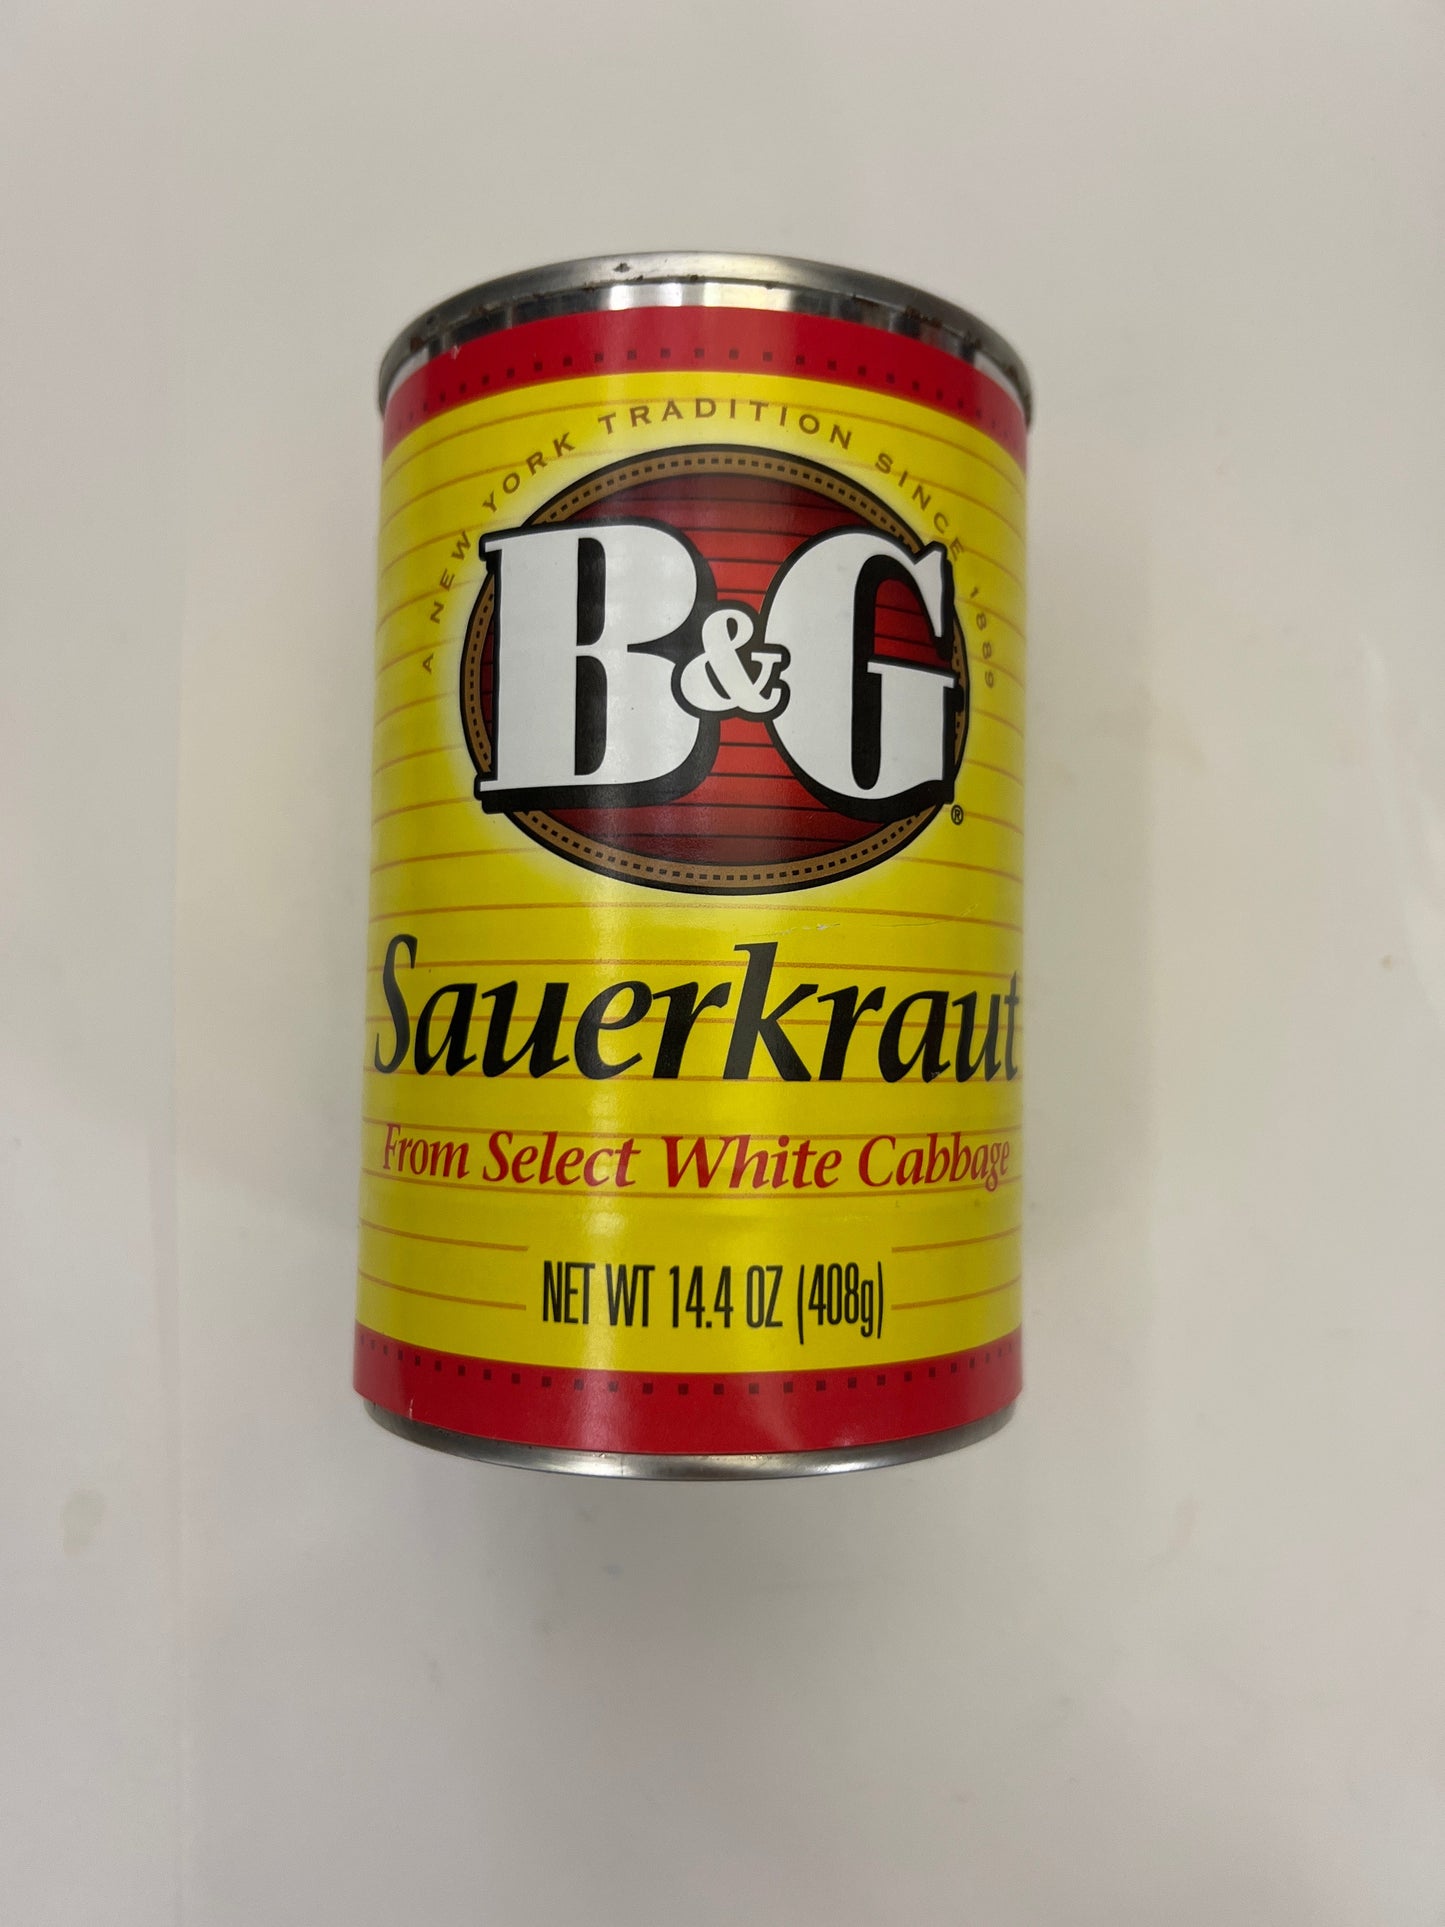 A NEW YORK TRADITION SINCE 1889
B&G®
Sauerkraut
From Select White Cabbage
NET WT 14.4 OZ (408g)